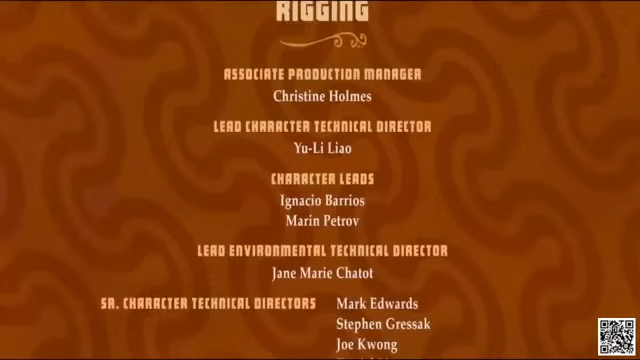 RIGGING
ASSOCIATE PRODUCTION MANAGER
Christine Holmes
LEAD CHARACTER TECHNICAL DIRECTOR
Yu-Li Liao
CHARACTER LEADS
Ignacio Barrios
Marin Petrov
LEAD ENVIRONMENTAL TECHNICAL DIRECTOR
Jane Marie Chatot
SR. CHARACTER TECHNICAL DIRECTORS Mark Edwards
Stephen Gressak
Joe Kwong